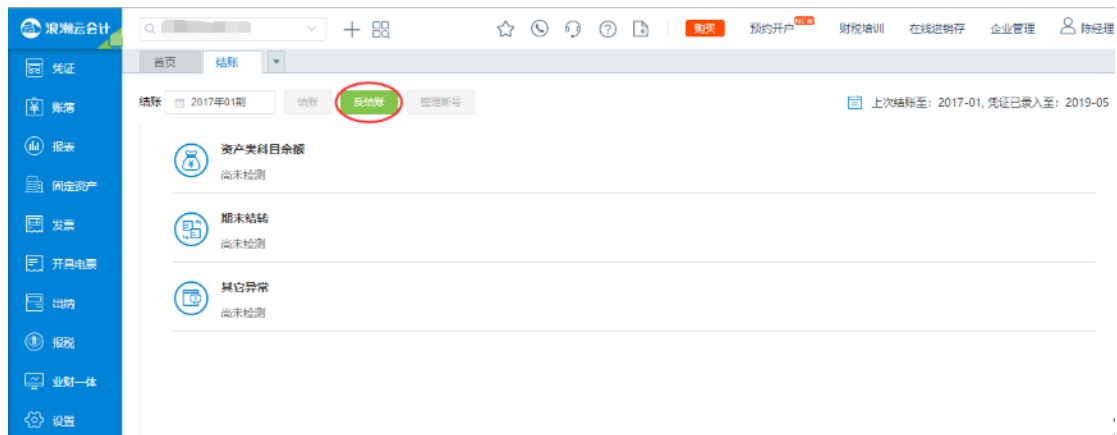 浪潮云会计
购买
预约开户NEW
财税培训
在线进销存
企业管理
陈经理
凭证
账簿
报表
固定资产
发票
开具电票
出纳
报税
业财一体
设置
首页
结账
结账
2017年01期
结账
反结账
整理断号
上次结账至：2017-01, 凭证已录入至：2019-05
资产类科目余额
尚未检测
期末结转
尚未检测
其它异常
尚未检测